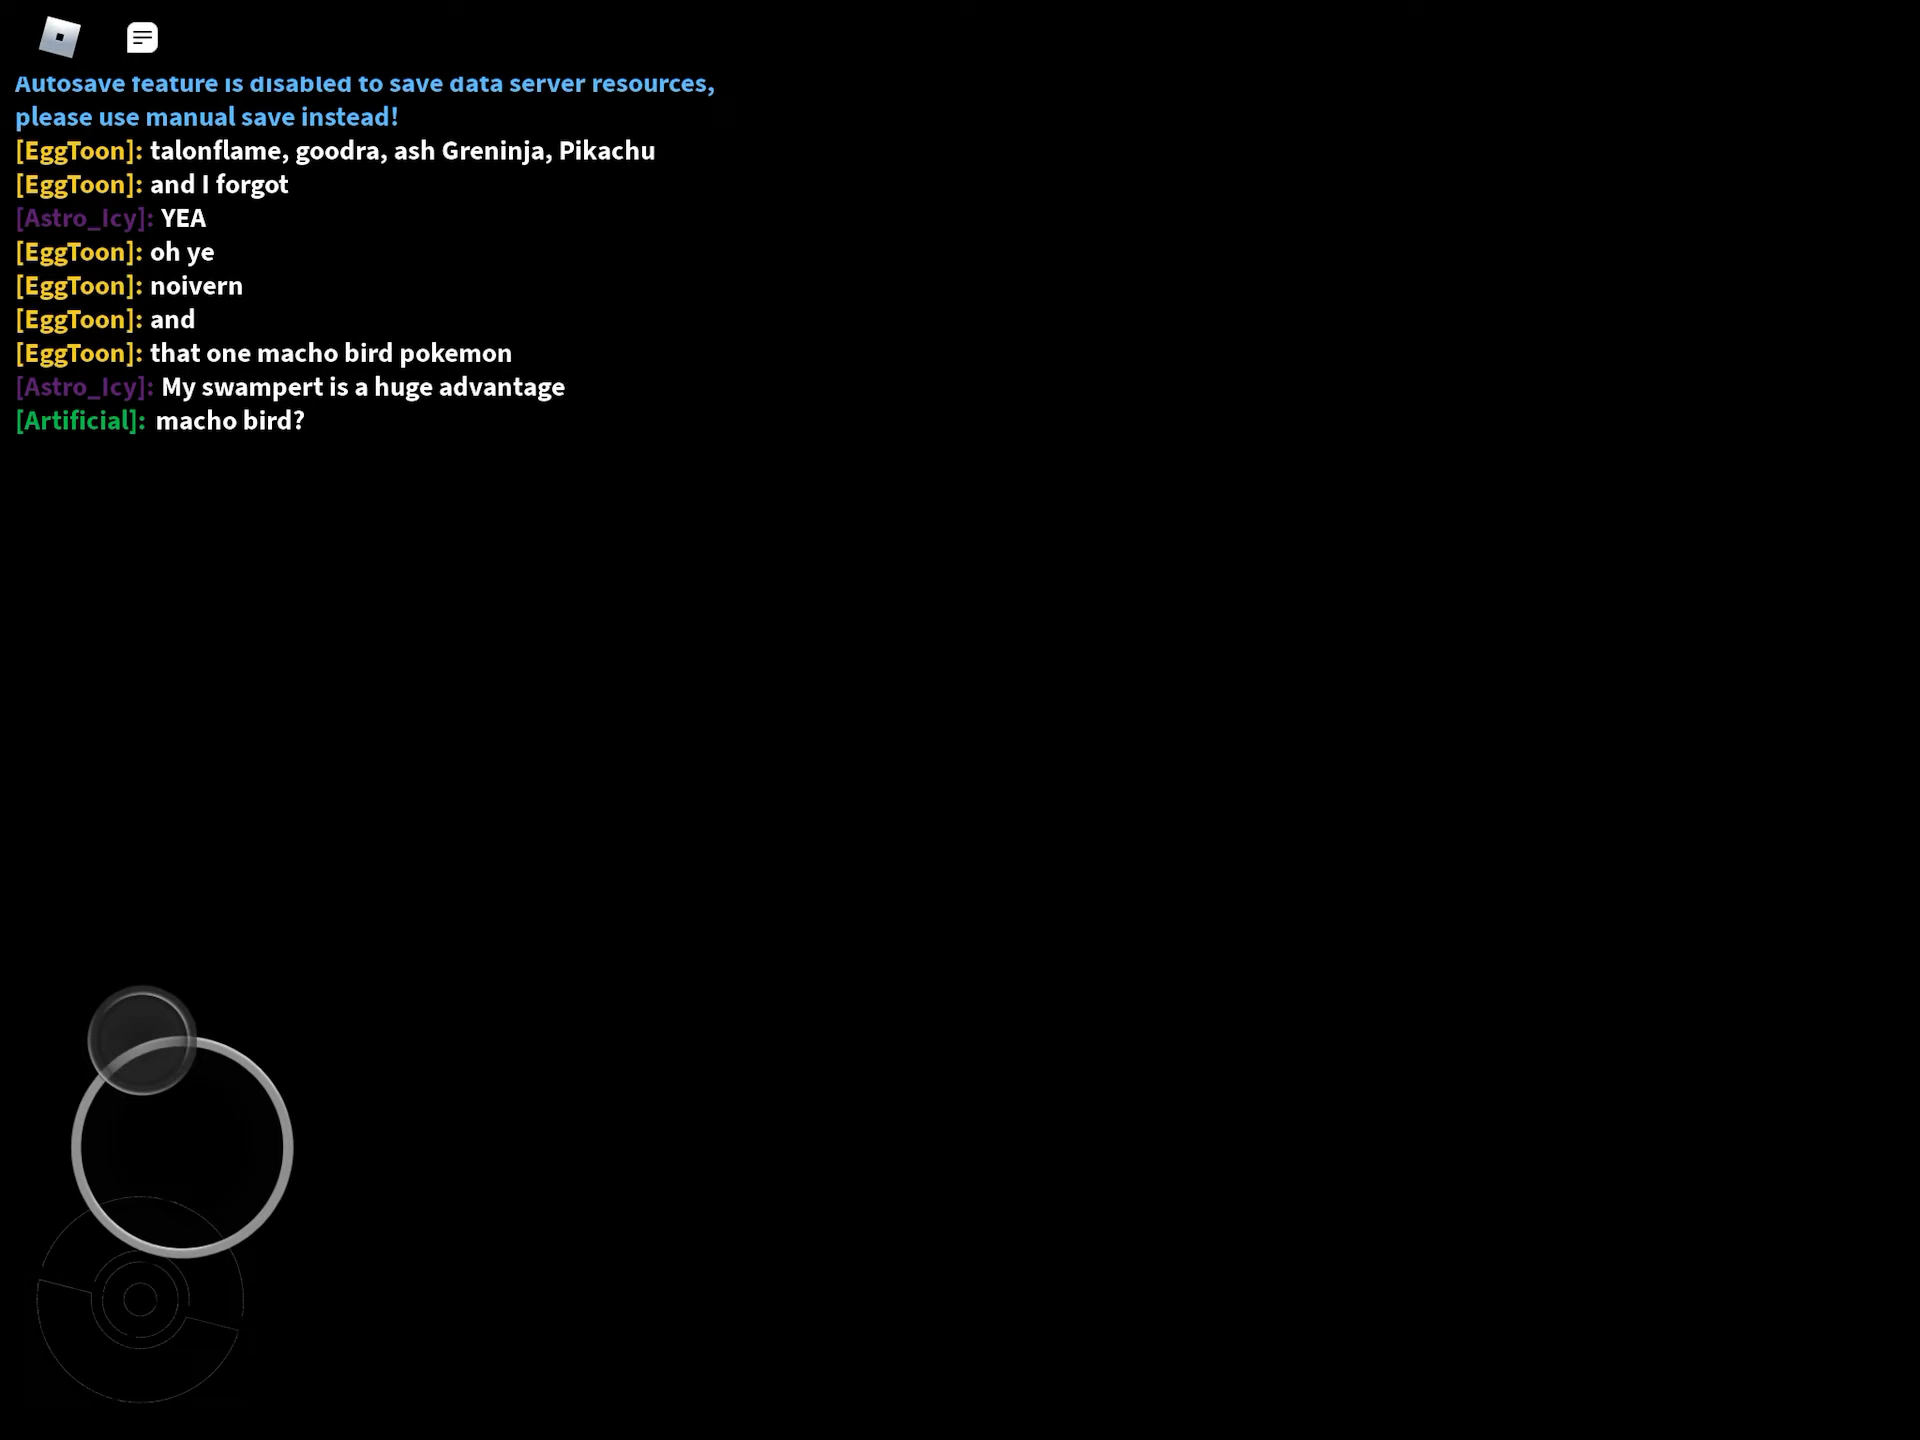 Autosave feature is disabled to save data server resources,
please use manual save instead!
[EggToon]: talonflame, goodra, ash Greninja, Pikachu
[EggToon]: and I forgot
[Astro_Icy]: YEA
[EggToon]: oh ye
[EggToon]: noivern
[EggToon]: and
[EggToon]: that one macho bird pokemon
[Astro_Icy]: My swampert is a huge advantage
[Artificial]: macho bird?